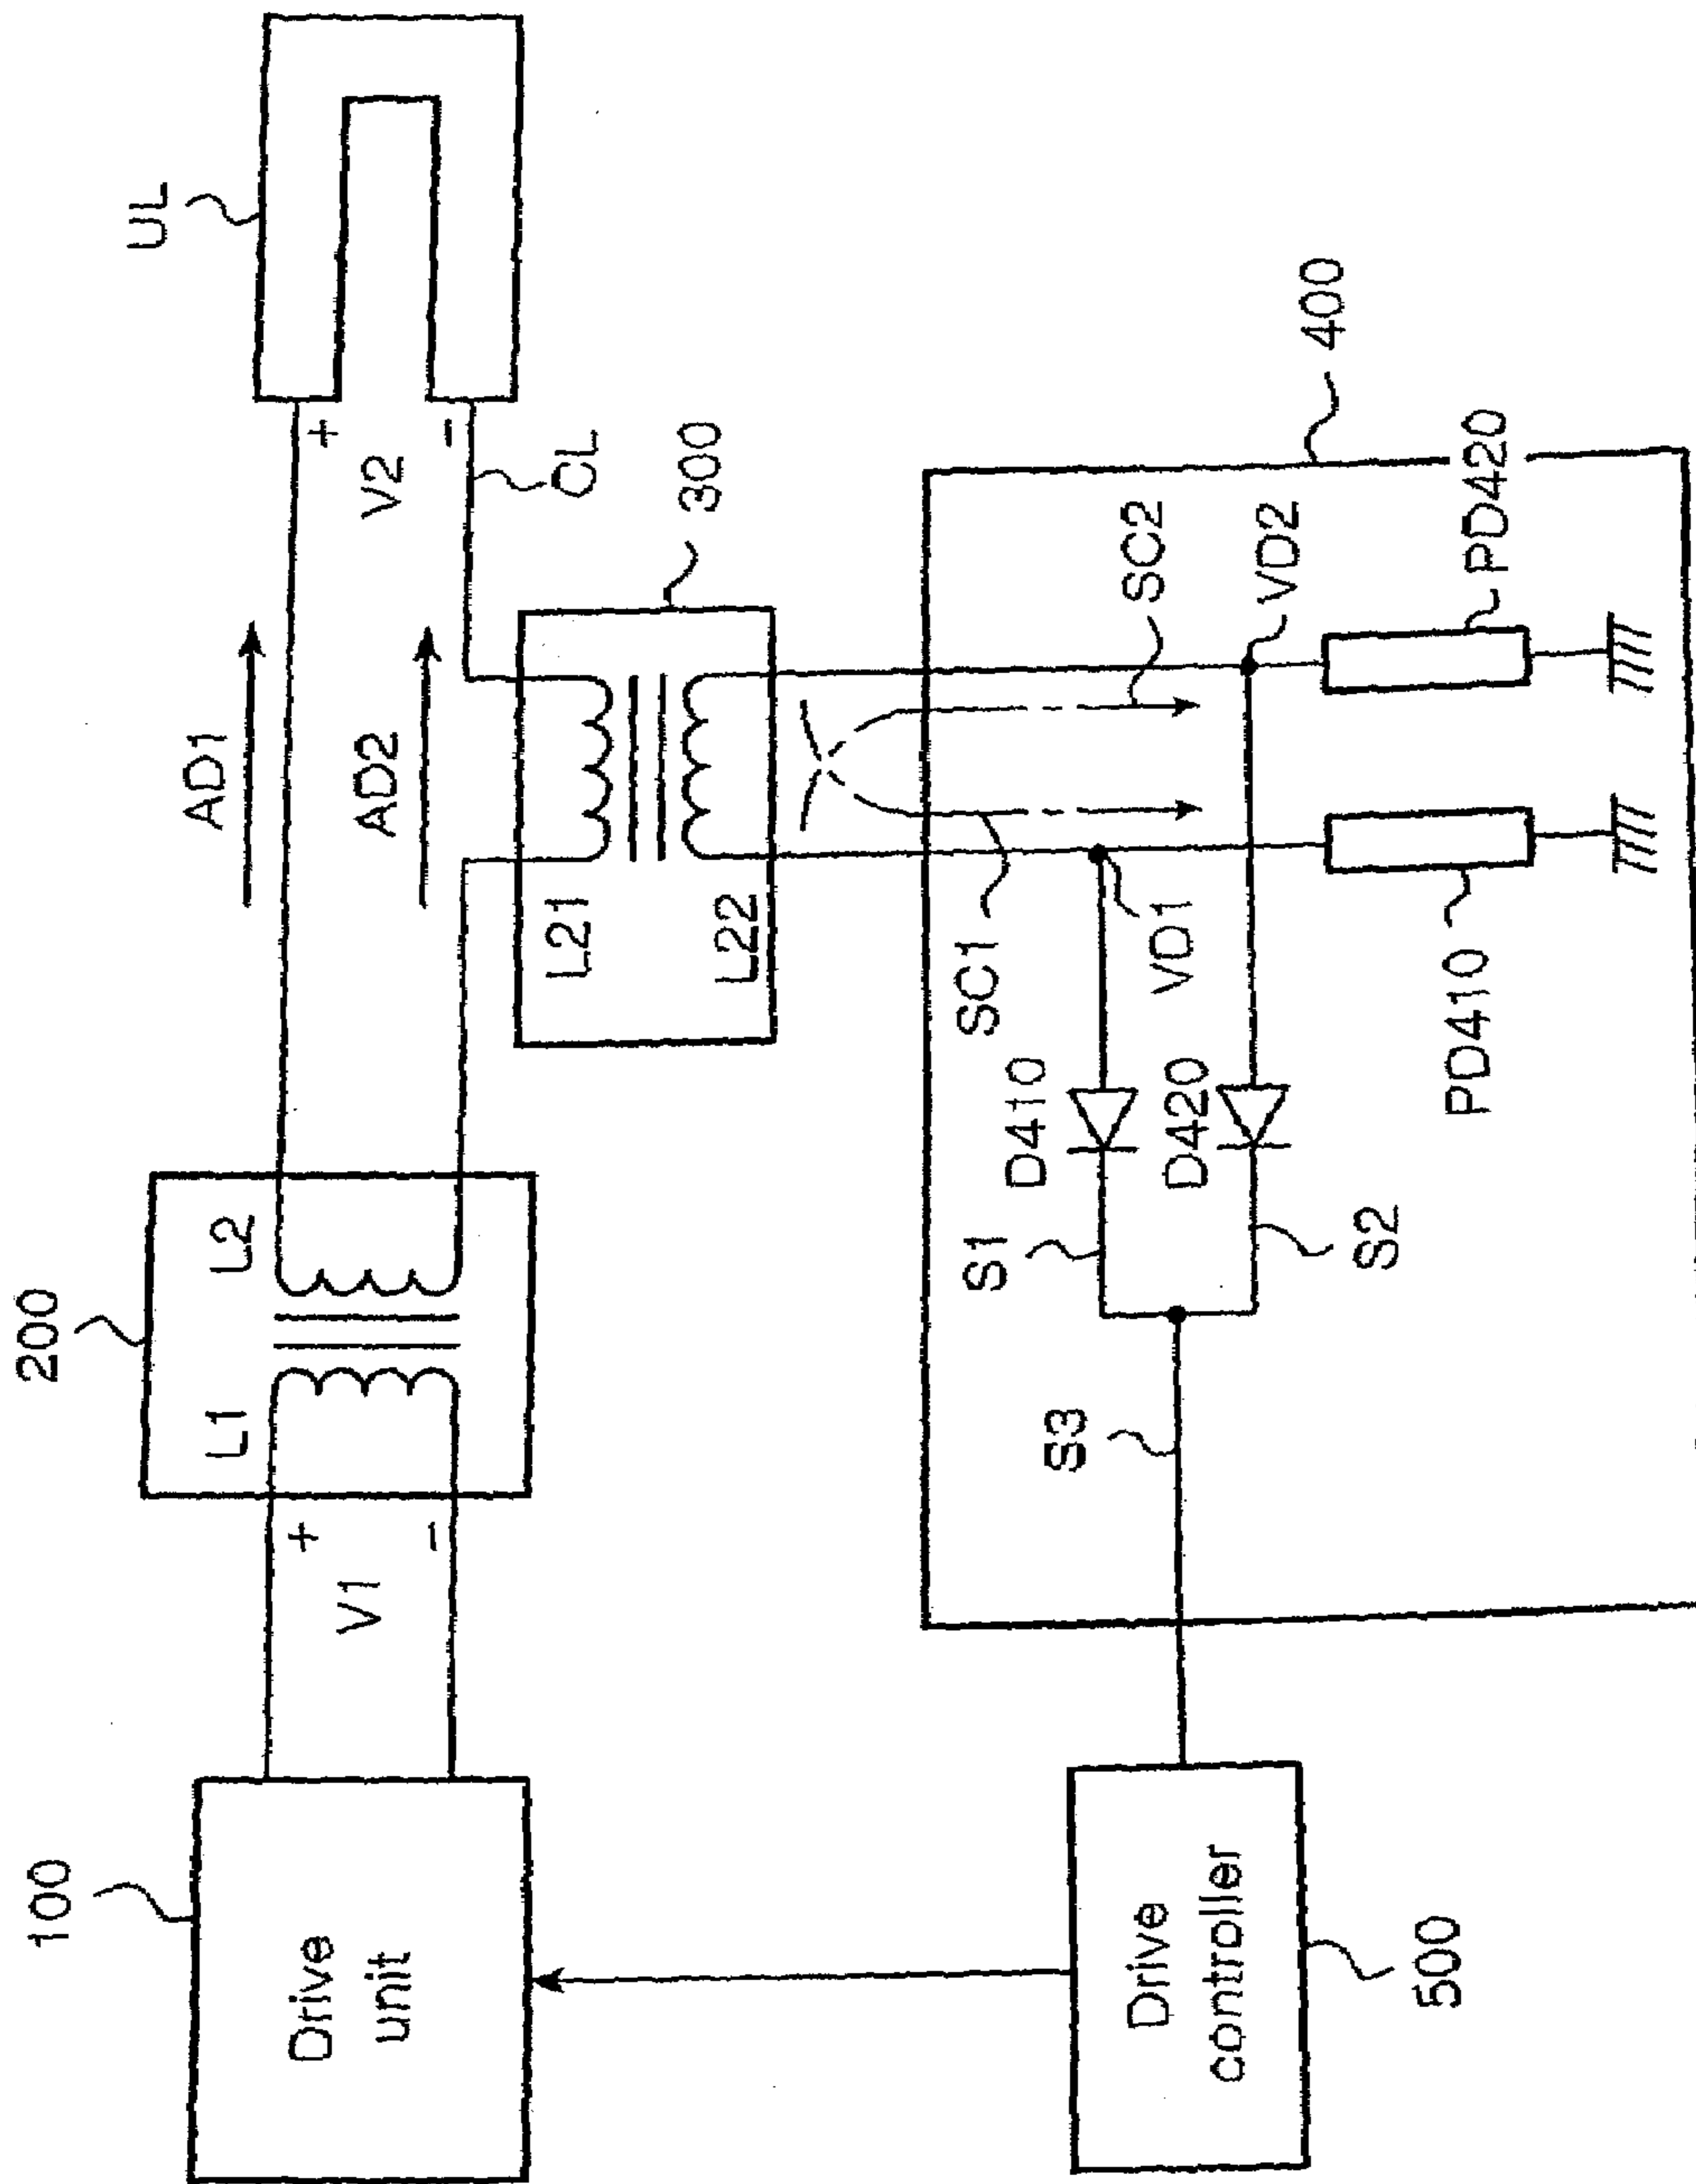 100
Drive
unit
V1
+
−
200
L1
L2
AD1
AD2
UL
+
V2
−
CL
300
L21
L22
400
SC1
SC2
VD1
VD2
D410
D420
S1
S2
S3
PD410
PD420
Drive
controller
500